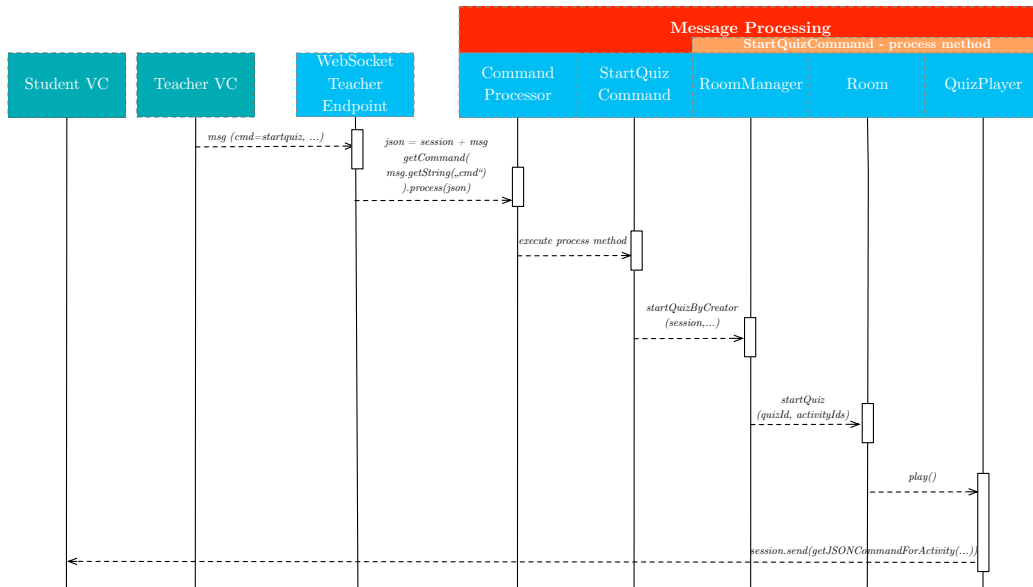 Message Processing
StartQuizCommand - process method
Student VC
Teacher VC
WebSocket
Teacher
Endpoint
Command
Processor
StartQuiz
Command
RoomManager
Room
QuizPlayer
msg (cmd=startquiz, ...)
json = session + msg
getCommand(
msg.getString(„cmd“)
).process(json)
execute process method
startQuizByCreator
(session,...)
startQuiz
(quizId, activityIds)
play()
session.send(getJSONCommandForActivity(...))